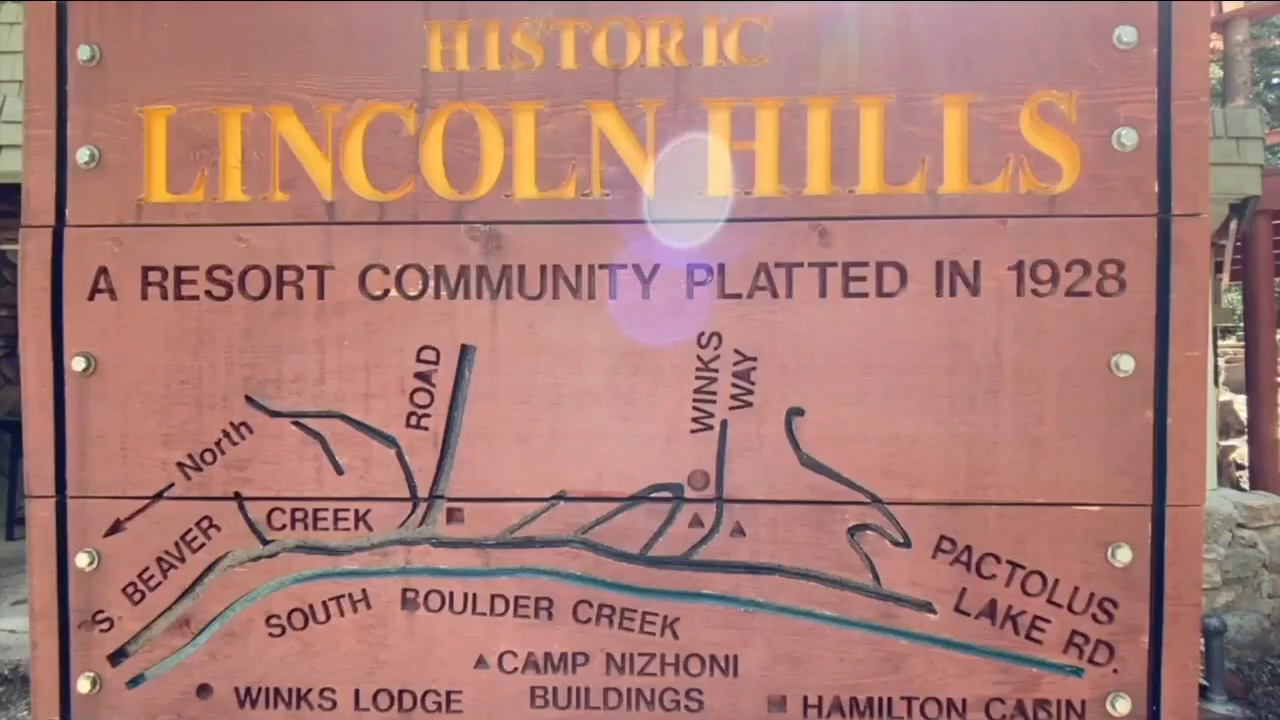 HISTORIC
LINCOLN HILLS
A RESORT COMMUNITY PLATTED IN 1928
ROAD
WINKS
WAY
North
S. BEAVER
CREEK
SOUTH BOULDER CREEK
PACTOLUS
LAKE RD.
CAMP NIZHONI
BUILDINGS
WINKS LODGE
HAMILTON CABIN